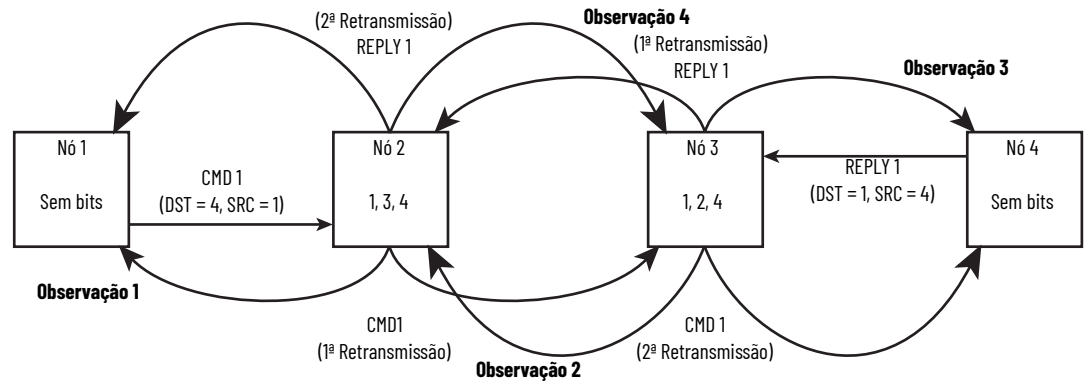 (2ª Retransmissão)
REPLY 1
Observação 4
(1ª Retransmissão)
REPLY 1
Observação 3
Nó 1
Sem bits
CMD 1
(DST = 4, SRC = 1)
Nó 2
1, 3, 4
Nó 3
1, 2, 4
REPLY 1
(DST = 1, SRC = 4)
Nó 4
Sem bits
Observação 1
CMD1
(1ª Retransmissão)
Observação 2
CMD 1
(2ª Retransmissão)